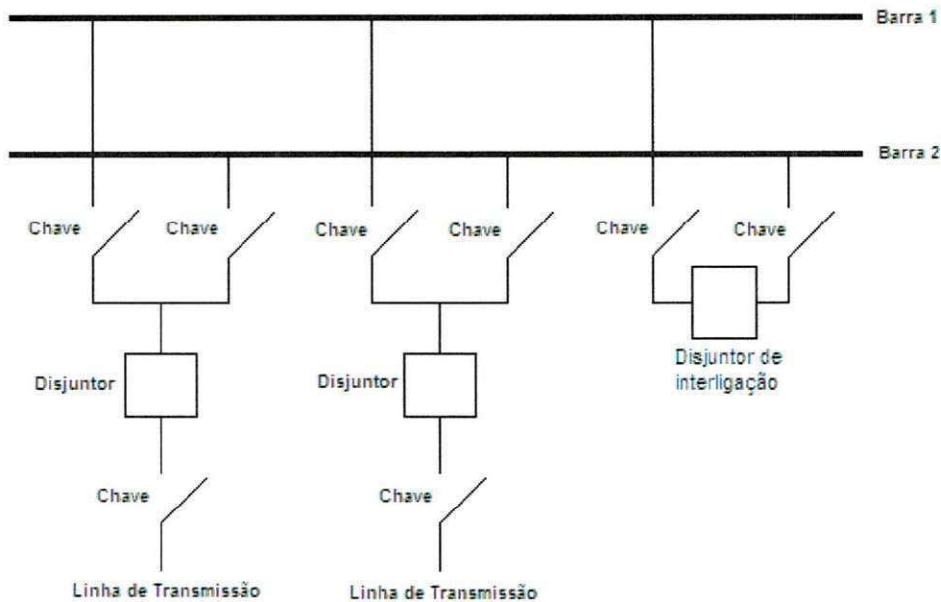 Barra 1
Barra 2
Chave
Chave
Chave
Chave
Chave
Chave
Disjuntor
Disjuntor
Disjuntor de
interligação
Chave
Chave
Linha de Transmissão
Linha de Transmissão